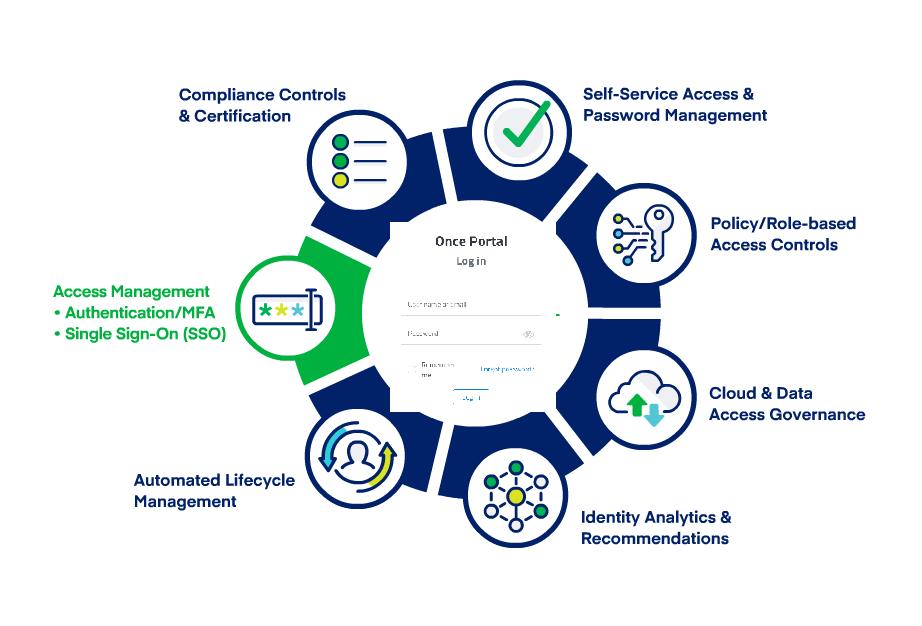 Compliance Controls
& Certification
Self-Service Access &
Password Management
Policy/Role-based
Access Controls
Access Management
• Authentication/MFA
• Single Sign-On (SSO)
Once Portal
Log in
User name or email
Password
Remember
me
Forgot password?
Log in
Cloud & Data
Access Governance
Automated Lifecycle
Management
Identity Analytics &
Recommendations